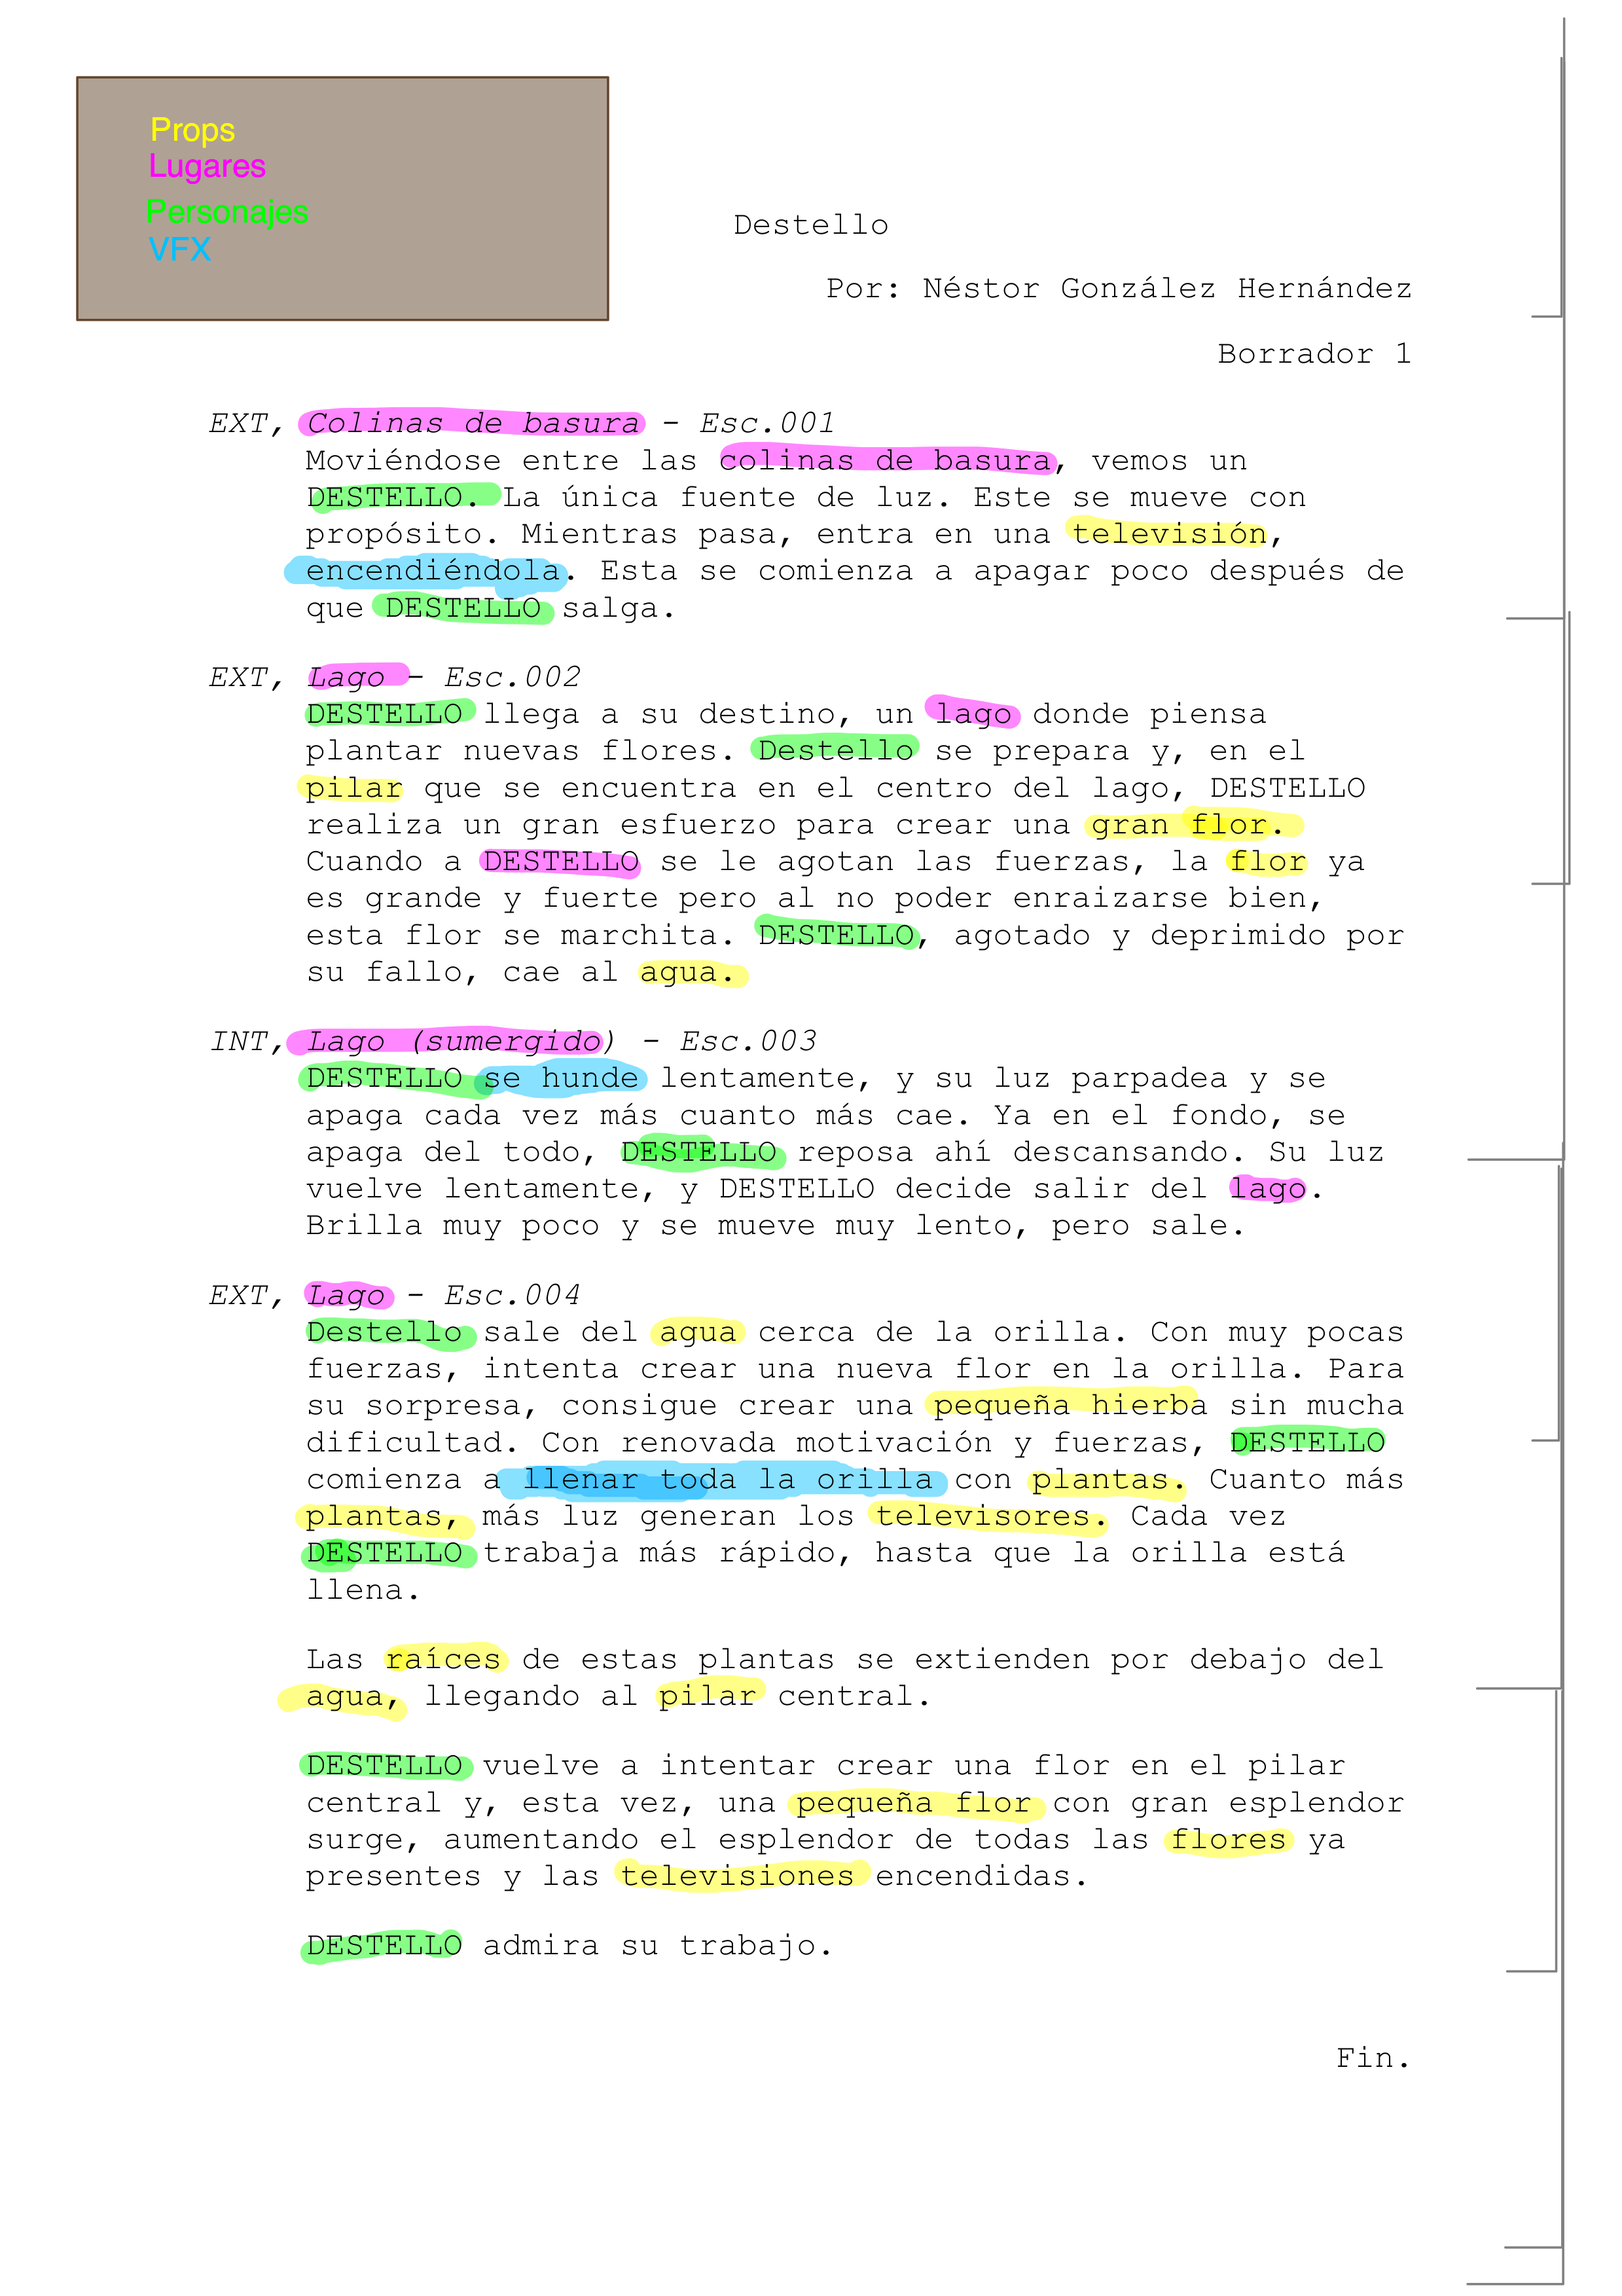 Props
Lugares
Personajes
VFX
Destello
Por: Néstor González Hernández
Borrador 1
EXT, Colinas de basura - Esc.001
Moviéndose entre las colinas de basura, vemos un
DESTELLO. La única fuente de luz. Este se mueve con
propósito. Mientras pasa, entra en una televisión,
encendiéndola. Esta se comienza a apagar poco después de
que DESTELLO salga.
EXT, Lago - Esc.002
DESTELLO llega a su destino, un lago donde piensa
plantar nuevas flores. Destello se prepara y, en el
pilar que se encuentra en el centro del lago, DESTELLO
realiza un gran esfuerzo para crear una gran flor.
Cuando a DESTELLO se le agotan las fuerzas, la flor ya
es grande y fuerte pero al no poder enraizarse bien,
esta flor se marchita. DESTELLO, agotado y deprimido por
su fallo, cae al agua.
INT, Lago (sumergido) - Esc.003
DESTELLO se hunde lentamente, y su luz parpadea y se
apaga cada vez más cuanto más cae. Ya en el fondo, se
apaga del todo, DESTELLO reposa ahí descansando. Su luz
vuelve lentamente, y DESTELLO decide salir del lago.
Brilla muy poco y se mueve muy lento, pero sale.
EXT, Lago - Esc.004
Destello sale del agua cerca de la orilla. Con muy pocas
fuerzas, intenta crear una nueva flor en la orilla. Para
su sorpresa, consigue crear una pequeña hierba sin mucha
dificultad. Con renovada motivación y fuerzas, DESTELLO
comienza a llenar toda la orilla con plantas. Cuanto más
plantas, más luz generan los televisores. Cada vez
DESTELLO trabaja más rápido, hasta que la orilla está
llena.
Las raíces de estas plantas se extienden por debajo del
agua, llegando al pilar central.
DESTELLO vuelve a intentar crear una flor en el pilar
central y, esta vez, una pequeña flor con gran esplendor
surge, aumentando el esplendor de todas las flores ya
presentes y las televisiones encendidas.
DESTELLO admira su trabajo.
Fin.